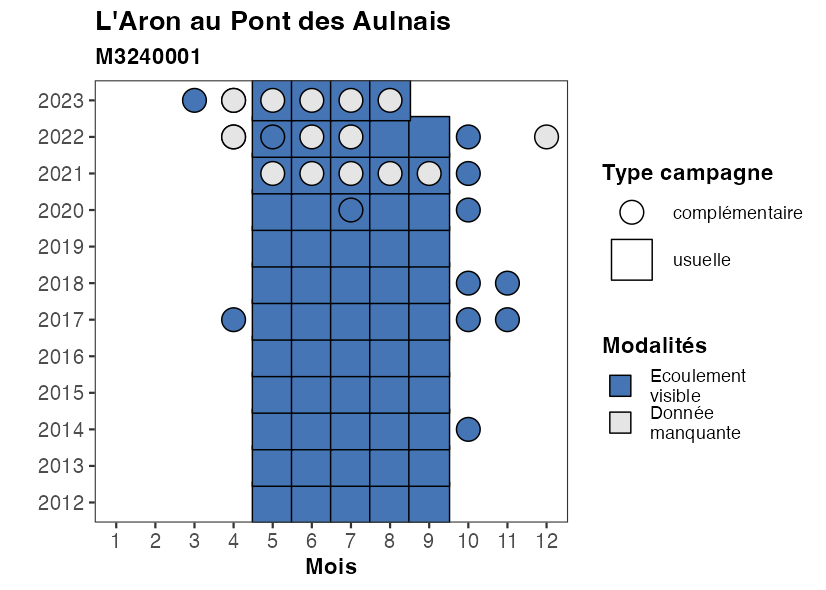 L'Aron au Pont des Aulnais
M3240001
2023
2022
2021
2020
2019
2018
2017
2016
2015
2014
2013
2012
1 2 3 4 5 6 7 8 9 10 11 12
Mois
Type campagne
complémentaire
usuelle
Modalités
Ecoulement
visible
Donnée
manquante